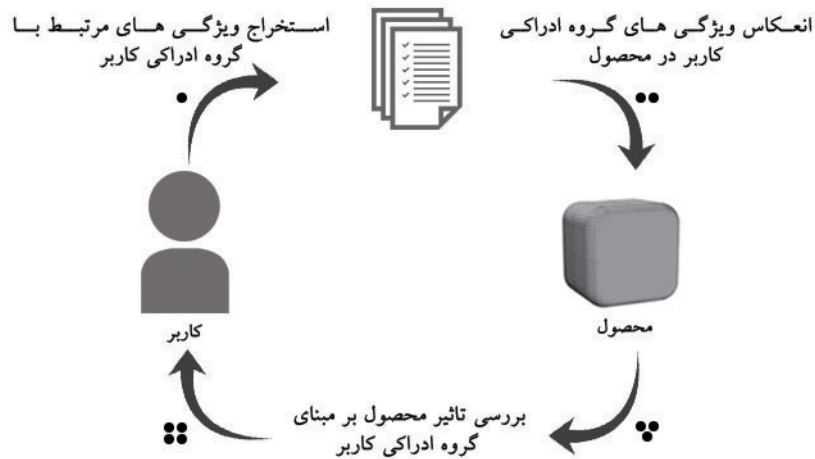 استخراج ویژگی های مرتبط با
گروه ادراکی کاربر
انعکاس ویژگی های گروه ادراکی
کاربر در محصول
محصول
بررسی تاثیر محصول بر مبنای
گروه ادراکی کاربر
کاربر